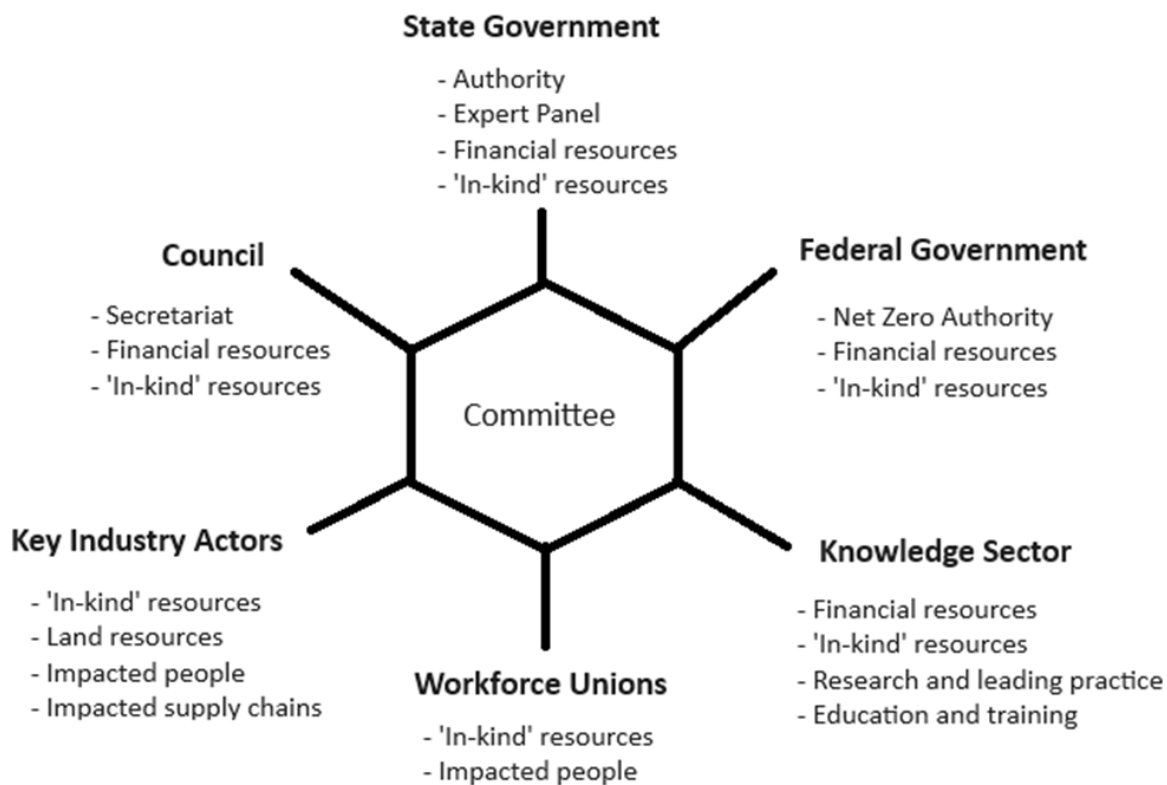 State Government
- Authority
- Expert Panel
- Financial resources
- 'In-kind' resources
Council
- Secretariat
- Financial resources
- 'In-kind' resources
Federal Government
- Net Zero Authority
- Financial resources
- 'In-kind' resources
Committee
Key Industry Actors
- 'In-kind' resources
- Land resources
- Impacted people
- Impacted supply chains
Workforce Unions
- 'In-kind' resources
- Impacted people
Knowledge Sector
- Financial resources
- 'In-kind' resources
- Research and leading practice
- Education and training